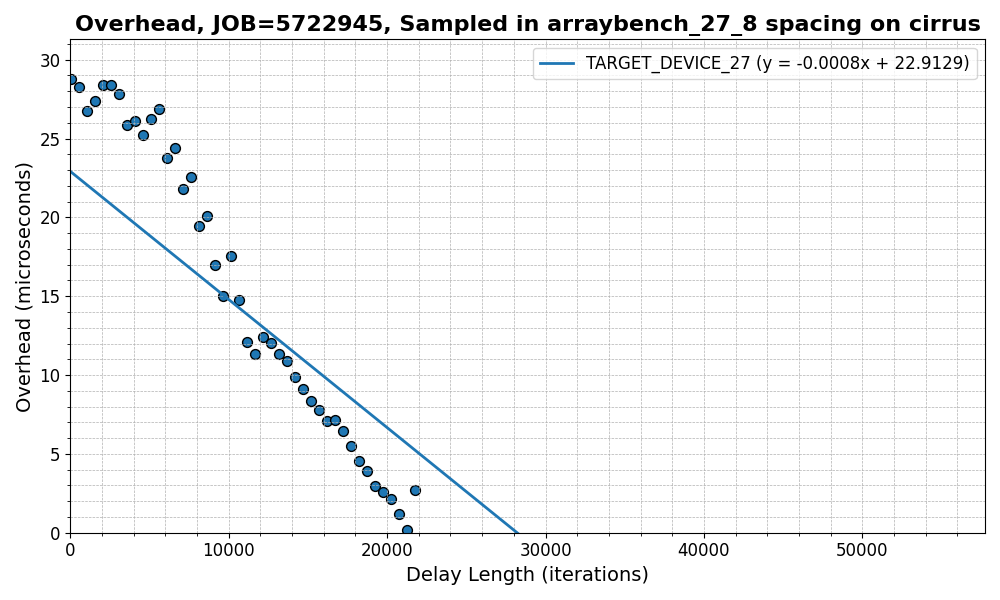 Overhead, JOB=5722945, Sampled in arraybench_27_8 spacing on cirrus
TARGET_DEVICE_27 (y = -0.0008x + 22.9129)
Overhead (microseconds)
30
25
20
15
10
5
0
0 10000 20000 30000 40000 50000
Delay Length (iterations)